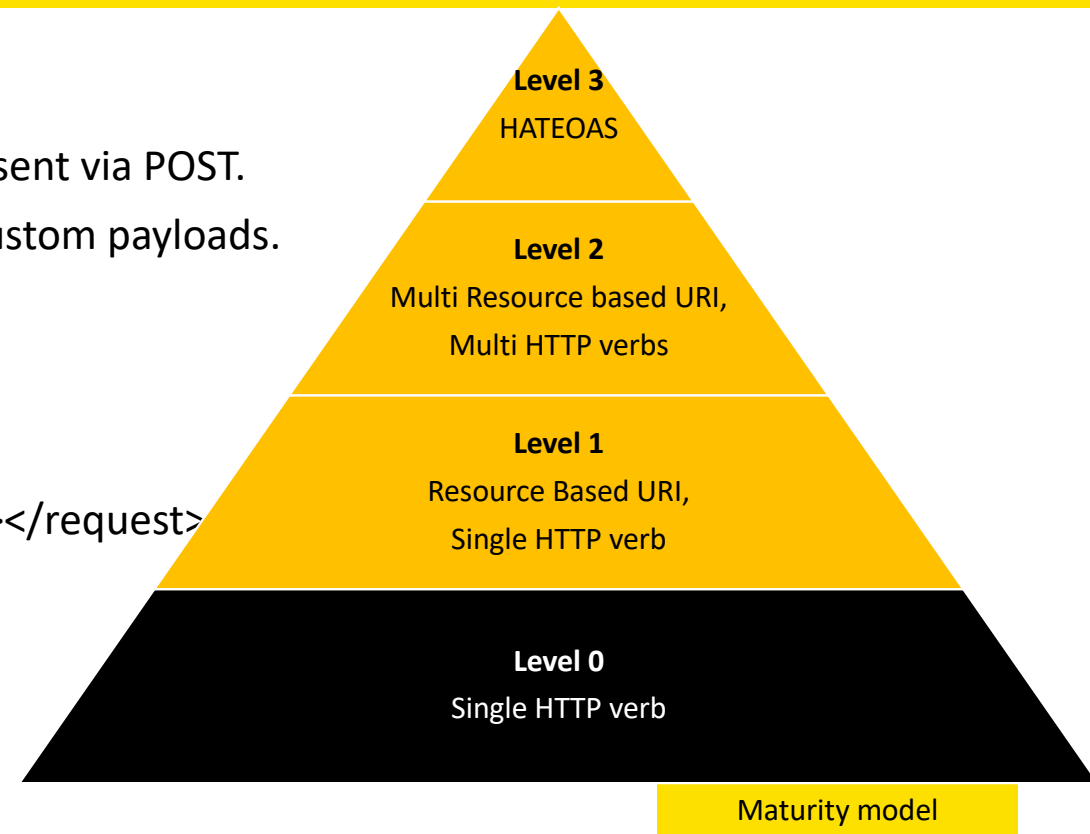 Level 3
HATEOAS
sent via POST.
ustom payloads.
Level 2
Multi Resource based URI,
Multi HTTP verbs
Level 1
Resource Based URI,
></request>
Single HTTP verb
Level 0
Single HTTP verb
Maturity model